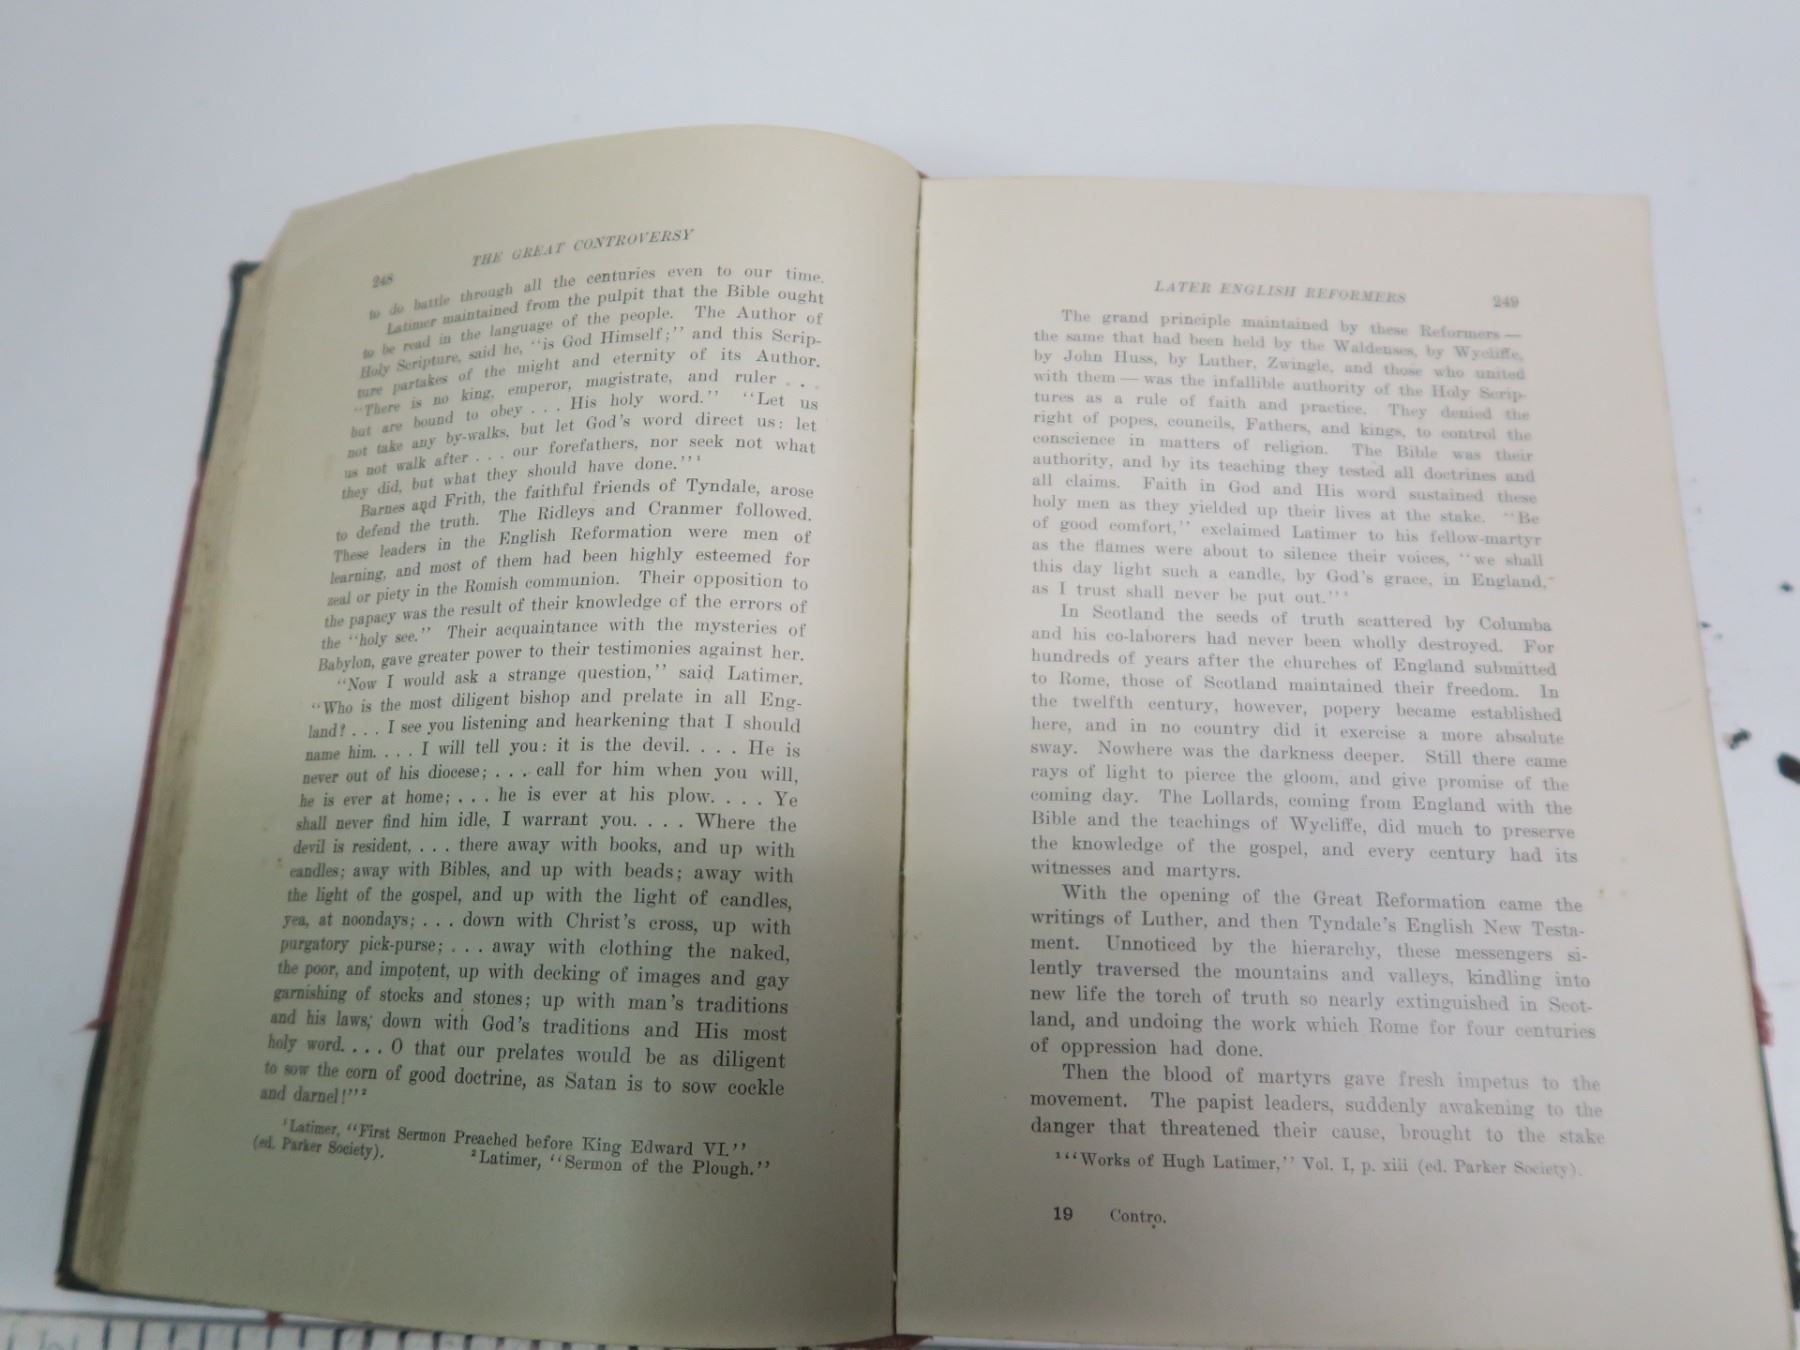 248
THE GREAT CONTROVERSY
to do battle through all the centuries even to our time.
Latimer maintained from the pulpit that the Bible ought
to be read in the language of the people. The Author of
Holy Scripture, said he, "is God Himself;" and this Scrip-
ture partakes of the might and eternity of its Author.
"There is no king, emperor, magistrate, and ruler . . .
but are bound to obey . . . His holy word." "Let us
not take any by-walks, but let God's word direct us: let
us not walk after . . . our forefathers, nor seek not what
they did, but what they should have done."¹
Barnes and Frith, the faithful friends of Tyndale, arose
to defend the truth. The Ridleys and Cranmer followed.
These leaders in the English Reformation were men of
learning, and most of them had been highly esteemed for
zeal or piety in the Romish communion. Their opposition to
the papacy was the result of their knowledge of the errors of
the "holy see." Their acquaintance with the mysteries of
Babylon, gave greater power to their testimonies against her.
"Now I would ask a strange question," said Latimer.
"Who is the most diligent bishop and prelate in all Eng-
land? . . . I see you listening and hearkening that I should
name him. . . . I will tell you: it is the devil. . . . He is
never out of his diocese; . . . call for him when you will,
he is ever at home; . . . he is ever at his plow. . . . Ye
shall never find him idle, I warrant you. . . . Where the
devil is resident, . . . there away with books, and up with
candles; away with Bibles, and up with beads; away with
the light of the gospel, and up with the light of candles,
yea, at noondays; . . . down with Christ's cross, up with
purgatory pick-purse; . . . away with clothing the naked,
the poor, and impotent, up with decking of images and gay
garnishing of stocks and stones; up with man's traditions
and his laws, down with God's traditions and His most
holy word. . . . O that our prelates would be as diligent
to sow the corn of good doctrine, as Satan is to sow cockle
and darnel!"²
¹Latimer, "First Sermon Preached before King Edward VI."
(ed. Parker Society). ²Latimer, "Sermon of the Plough."
LATER ENGLISH REFORMERS 249
The grand principle maintained by these Reformers —
the same that had been held by the Waldenses, by Wycliffe,
by John Huss, by Luther, Zwingle, and those who united
with them — was the infallible authority of the Holy Scrip-
tures as a rule of faith and practice. They denied the
right of popes, councils, Fathers, and kings, to control the
conscience in matters of religion. The Bible was their
authority, and by its teaching they tested all doctrines and
all claims. Faith in God and His word sustained these
holy men as they yielded up their lives at the stake. "Be
of good comfort," exclaimed Latimer to his fellow-martyr
as the flames were about to silence their voices, "we shall
this day light such a candle, by God's grace, in England,
as I trust shall never be put out."¹
In Scotland the seeds of truth scattered by Columba
and his co-laborers had never been wholly destroyed. For
hundreds of years after the churches of England submitted
to Rome, those of Scotland maintained their freedom. In
the twelfth century, however, popery became established
here, and in no country did it exercise a more absolute
sway. Nowhere was the darkness deeper. Still there came
rays of light to pierce the gloom, and give promise of the
coming day. The Lollards, coming from England with the
Bible and the teachings of Wycliffe, did much to preserve
the knowledge of the gospel, and every century had its
witnesses and martyrs.
With the opening of the Great Reformation came the
writings of Luther, and then Tyndale's English New Testa-
ment. Unnoticed by the hierarchy, these messengers si-
lently traversed the mountains and valleys, kindling into
new life the torch of truth so nearly extinguished in Scot-
land, and undoing the work which Rome for four centuries
of oppression had done.
Then the blood of martyrs gave fresh impetus to the
movement. The papist leaders, suddenly awakening to the
danger that threatened their cause, brought to the stake
¹"Works of Hugh Latimer," Vol. I, p. xiii (ed. Parker Society).
19 Contro.